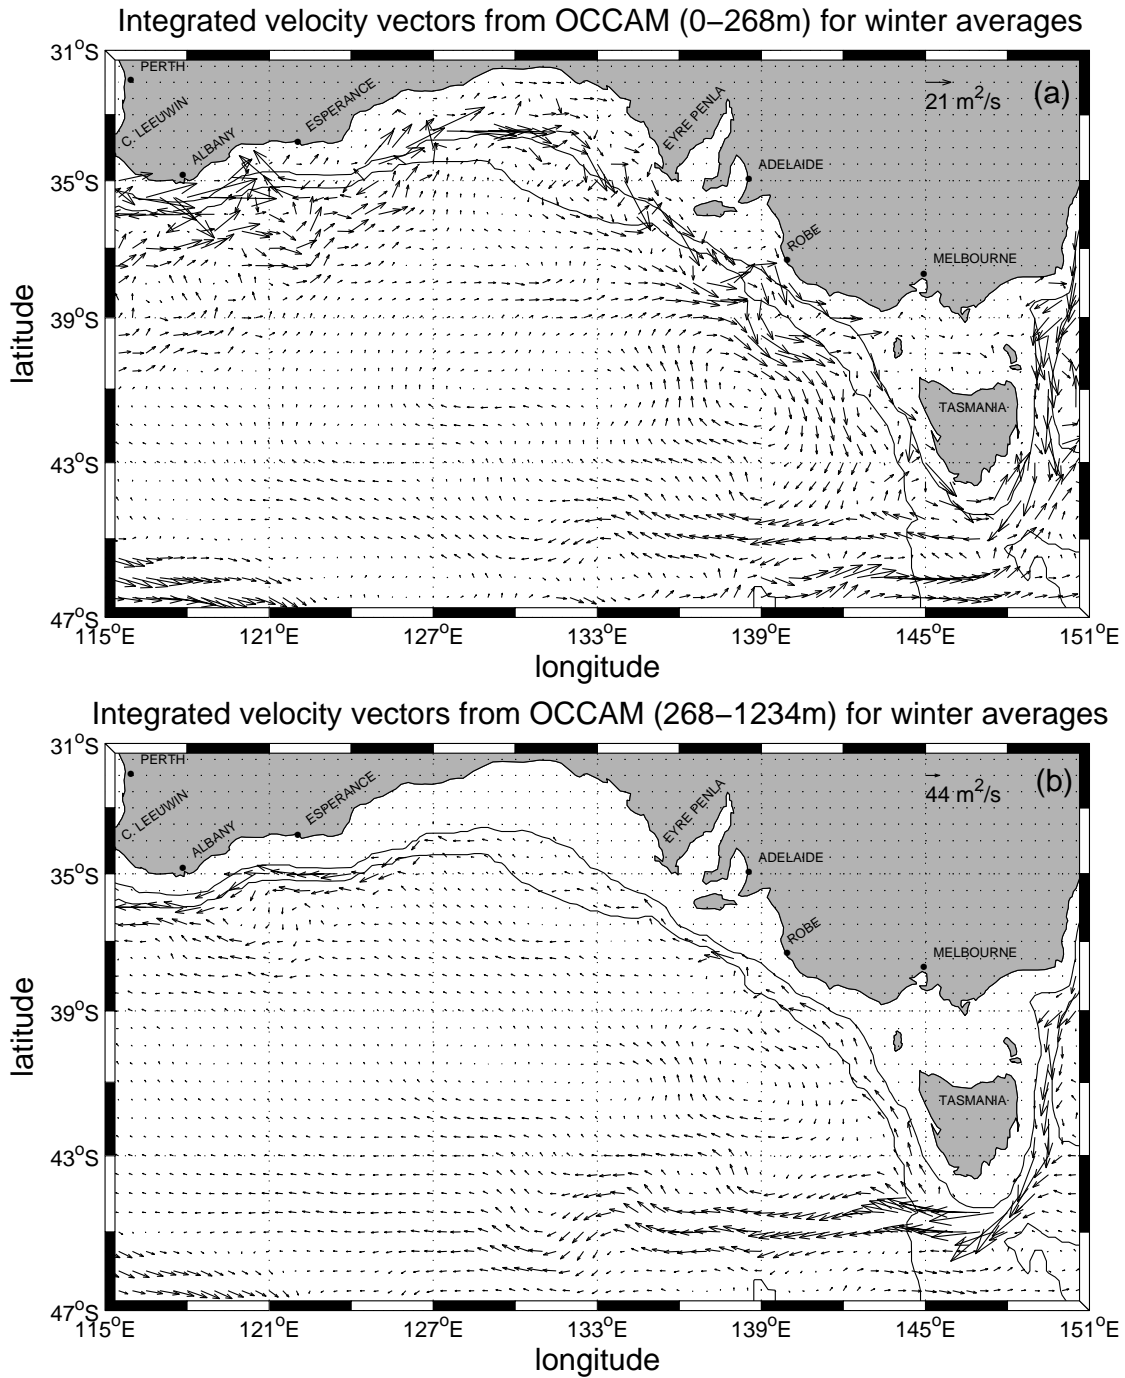 Integrated velocity vectors from OCCAM (0−268m) for winter averages
31°S
35°S
39°S
43°S
47°S
latitude
PERTH
C. LEEUWIN
ALBANY
ESPERANCE
EYRE PENLA
ADELAIDE
ROBE
MELBOURNE
TASMANIA
21 m²/s
(a)
115°E
121°E
127°E
133°E
139°E
145°E
151°E
longitude
Integrated velocity vectors from OCCAM (268−1234m) for winter averages
31°S
35°S
39°S
43°S
47°S
latitude
PERTH
C. LEEUWIN
ALBANY
ESPERANCE
EYRE PENLA
ADELAIDE
ROBE
MELBOURNE
TASMANIA
44 m²/s
(b)
115°E
121°E
127°E
133°E
139°E
145°E
151°E
longitude